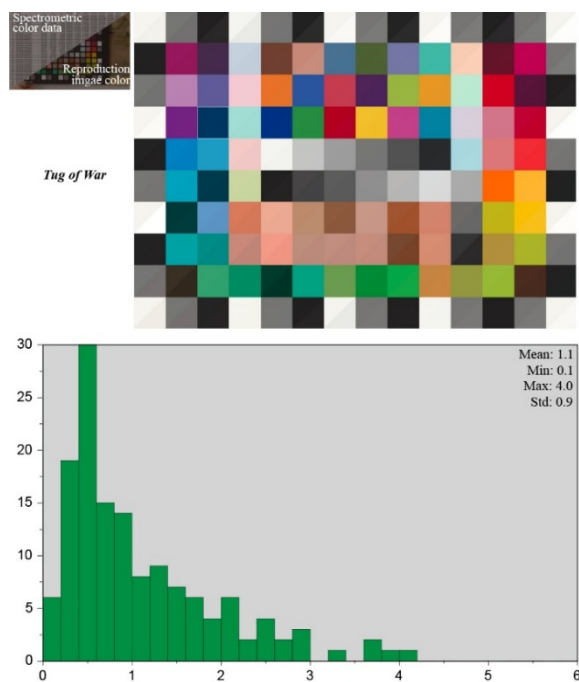 Spectrometric
color data
Reproduction
imgae color
Tug of War
30
25
20
15
10
5
0
Mean: 1.1
Min: 0.1
Max: 4.0
Std: 0.9
0 1 2 3 4 5 6